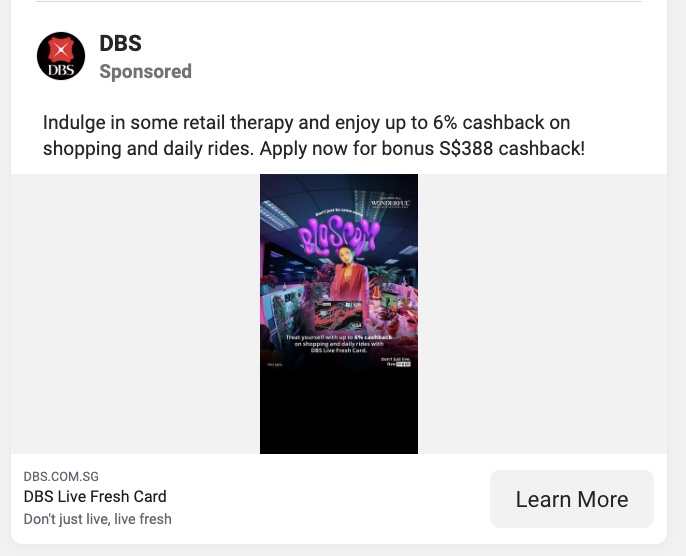 DBS
DBS
Sponsored
Indulge in some retail therapy and enjoy up to 6% cashback on
shopping and daily rides. Apply now for bonus S$388 cashback!
WONDERFUL
Don't just be some body
BLOSSOM
VISA
Treat yourself with up to 6% cashback
on shopping and daily rides with
DBS Live Fresh Card.
Don't just live,
live fresh
DBS.COM.SG
DBS Live Fresh Card
Don't just live, live fresh
Learn More